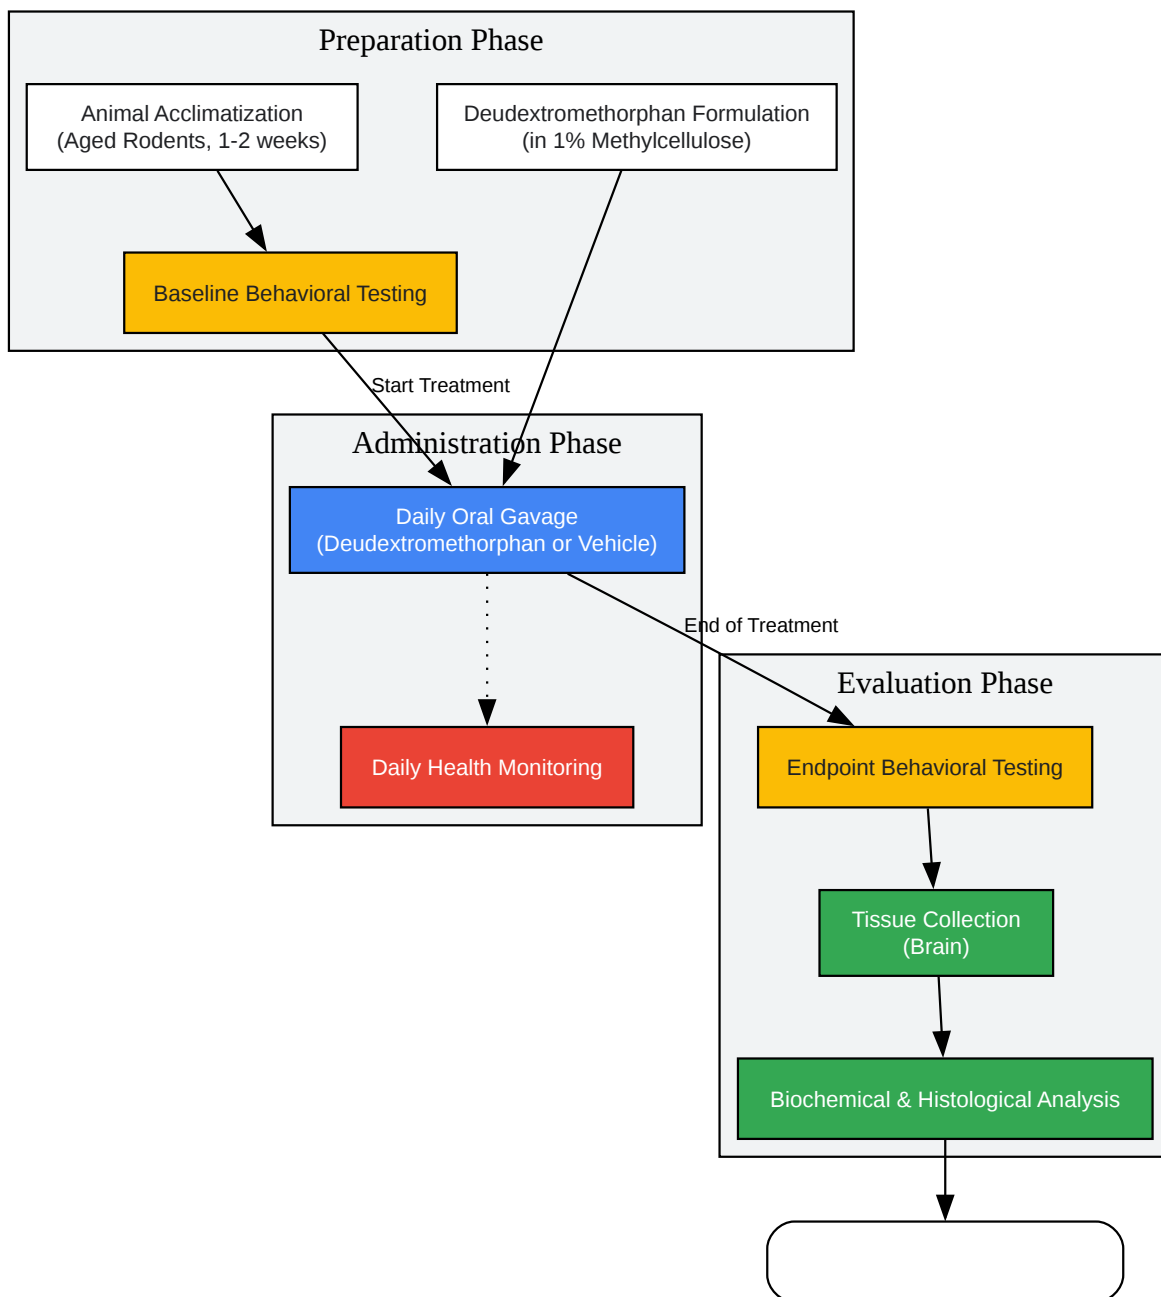 Preparation Phase
Animal Acclimatization
(Aged Rodents, 1-2 weeks)
Deudextromethorphan Formulation
(in 1% Methylcellulose)
Baseline Behavioral Testing
Start Treatment
Administration Phase
Daily Oral Gavage
(Deudextromethorphan or Vehicle)
End of Treatment
Daily Health Monitoring
Evaluation Phase
Endpoint Behavioral Testing
Tissue Collection
(Brain)
Biochemical & Histological Analysis